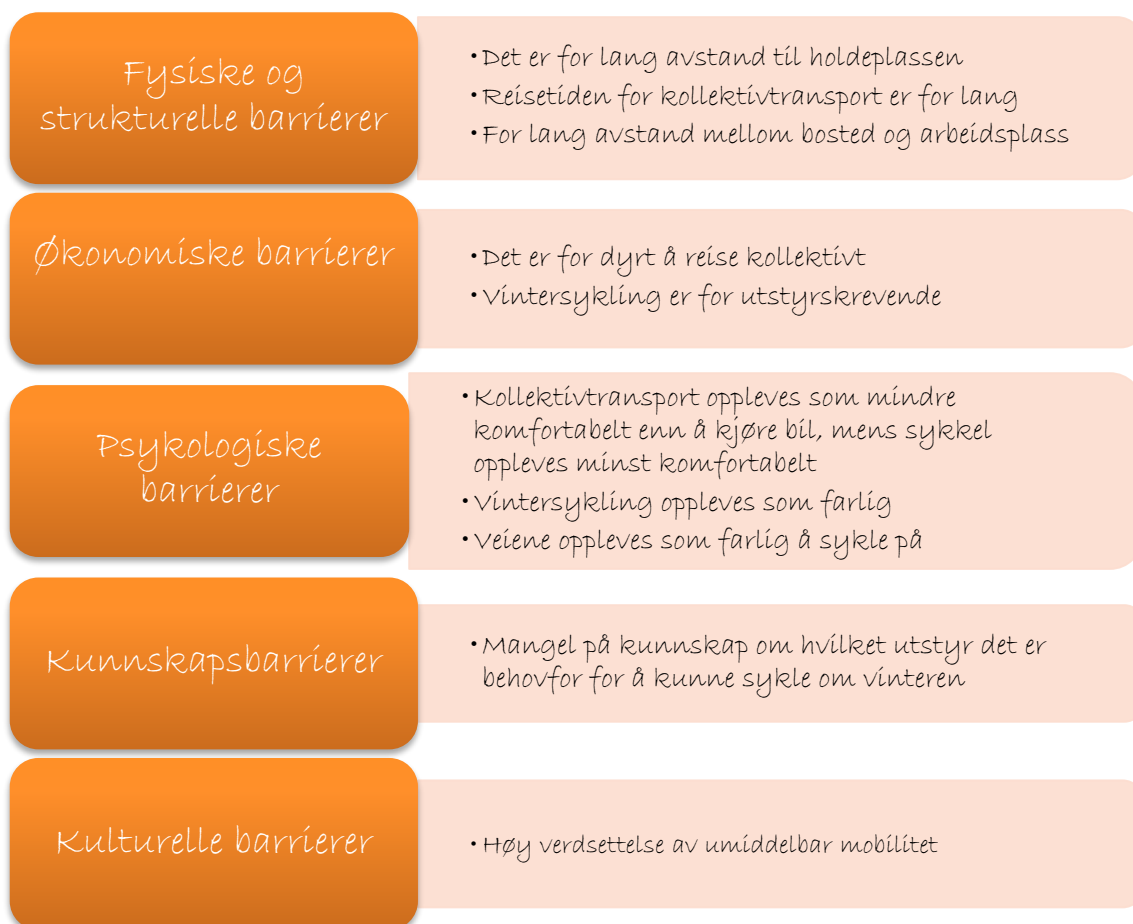 Fysiske og
strukturelle barrierer
•Det er for lang avstand til holdeplassen
•Reisetiden for kollektivtransport er for lang
•For lang avstand mellom bosted og arbeidsplass
Økonomiske barrierer
•Det er for dyrt å reise kollektivt
•Vintersykling er for utstyrskrevende
Psykologiske
barrierer
•Kollektivtransport oppleves som mindre
komfortabelt enn å kjøre bil, mens sykkel
oppleves minst komfortabelt
•Vintersykling oppleves som farlig
•Veiene oppleves som farlig å sykle på
Kunnskapsbarrierer
•Mangel på kunnskap om hvilket utstyr det er
behovfor for å kunne sykle om vinteren
Kulturelle barrierer
•Høy verdsettelse av umiddelbar mobilitet